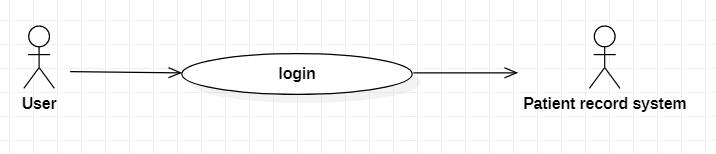 login
User
Patient record system